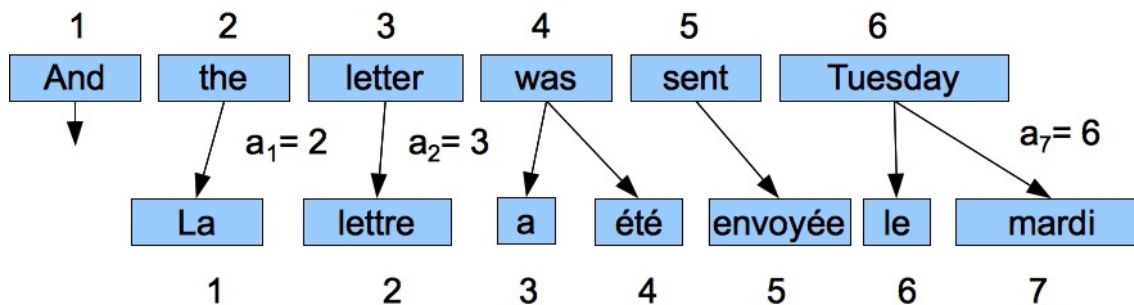 1 2 3 4 5 6
And the letter was sent Tuesday
a₁= 2 a₂= 3 a₇= 6
La lettre a été envoyée le mardi
1 2 3 4 5 6 7